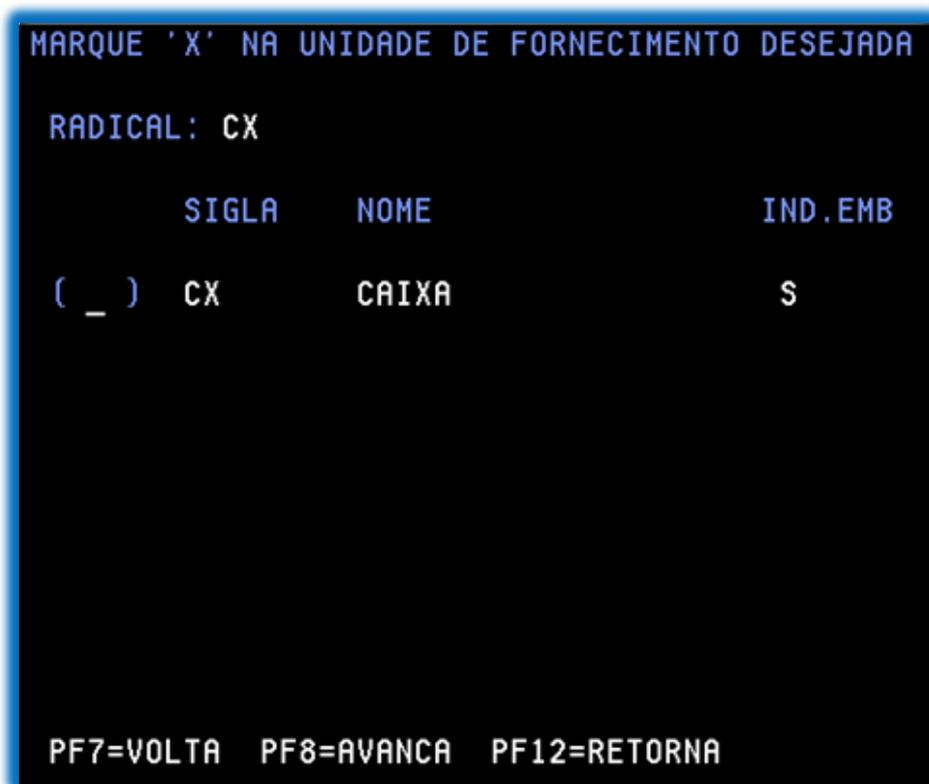 MARQUE 'X' NA UNIDADE DE FORNECIMENTO DESEJADA
RADICAL: CX
SIGLA NOME IND.EMB
( _ ) CX CAIXA S
PF7=VOLTA PF8=AVANCA PF12=RETORNA